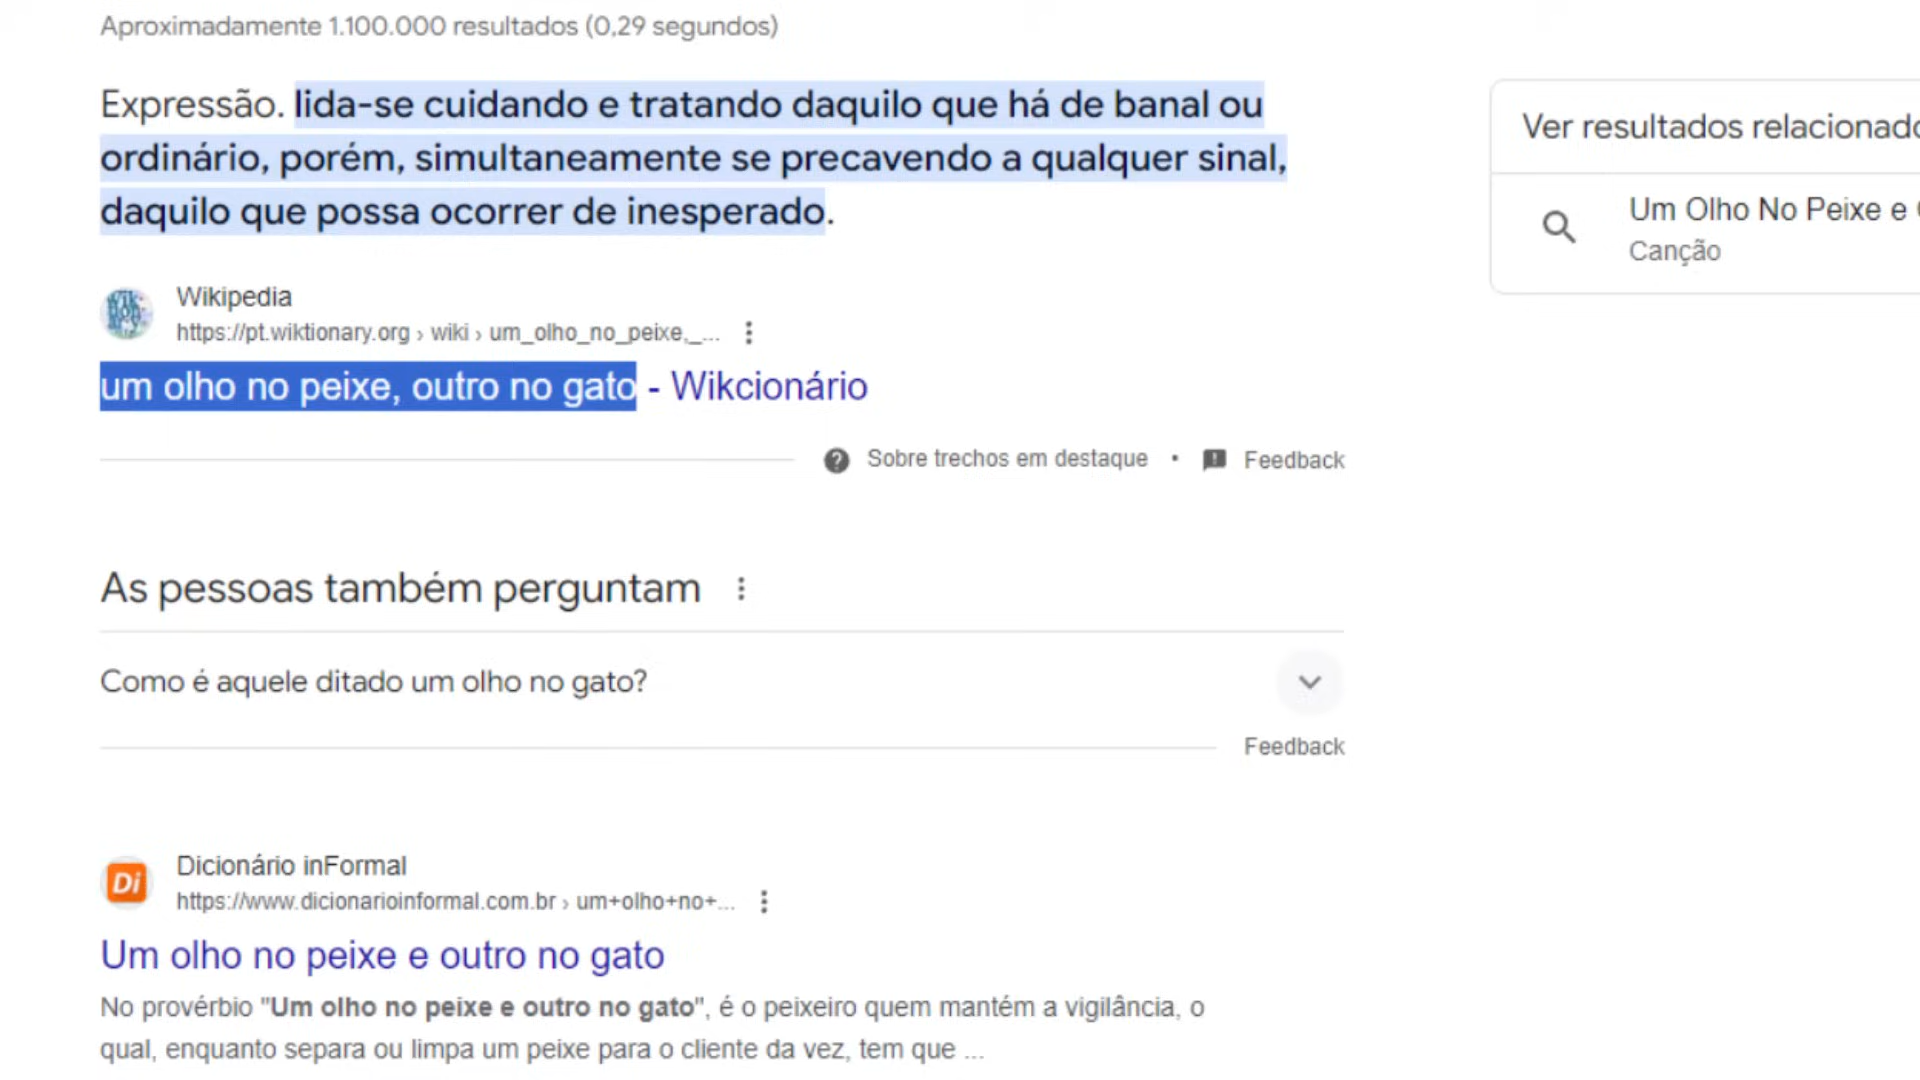 Aproximadamente 1.100.000 resultados (0,29 segundos)
Expressão. lida-se cuidando e tratando daquilo que há de banal ou
ordinário, porém, simultaneamente se precavendo a qualquer sinal,
daquilo que possa ocorrer de inesperado.
Wikipedia
https://pt.wiktionary.org › wiki › um_olho_no_peixe,_...
um olho no peixe, outro no gato - Wikcionário
Sobre trechos em destaque • Feedback
As pessoas também perguntam
Como é aquele ditado um olho no gato?
Feedback
Dicionário inFormal
https://www.dicionarioinformal.com.br › um+olho+no+...
Um olho no peixe e outro no gato
No provérbio "Um olho no peixe e outro no gato", é o peixeiro quem mantém a vigilância, o
qual, enquanto separa ou limpa um peixe para o cliente da vez, tem que ...
Di
Ver resultados relacionado
Um Olho No Peixe e
Canção